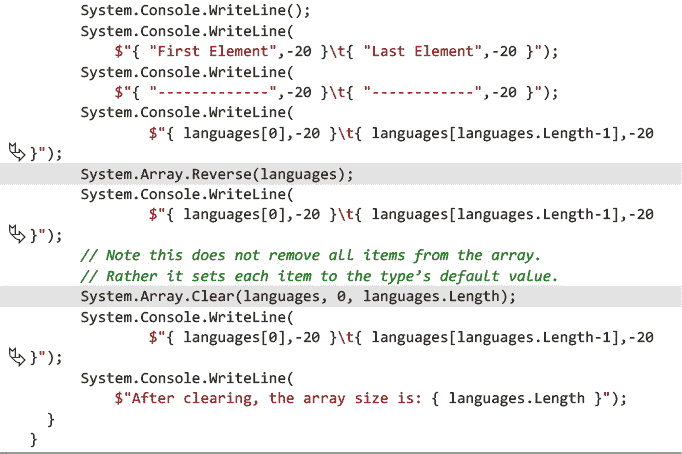 System.Console.WriteLine();
System.Console.WriteLine(
$"{ "First Element",-20 }\t{ "Last Element",-20 }");
System.Console.WriteLine(
$"{ "-------------",-20 }\t{ "------------",-20 }");
System.Console.WriteLine(
$"{ languages[0],-20 }\t{ languages[languages.Length-1],-20
}");
System.Array.Reverse(languages);
System.Console.WriteLine(
$"{ languages[0],-20 }\t{ languages[languages.Length-1],-20
}");
// Note this does not remove all items from the array.
// Rather it sets each item to the type’s default value.
System.Array.Clear(languages, 0, languages.Length);
System.Console.WriteLine(
$"{ languages[0],-20 }\t{ languages[languages.Length-1],-20
}");
System.Console.WriteLine(
$"After clearing, the array size is: { languages.Length }");
}
}